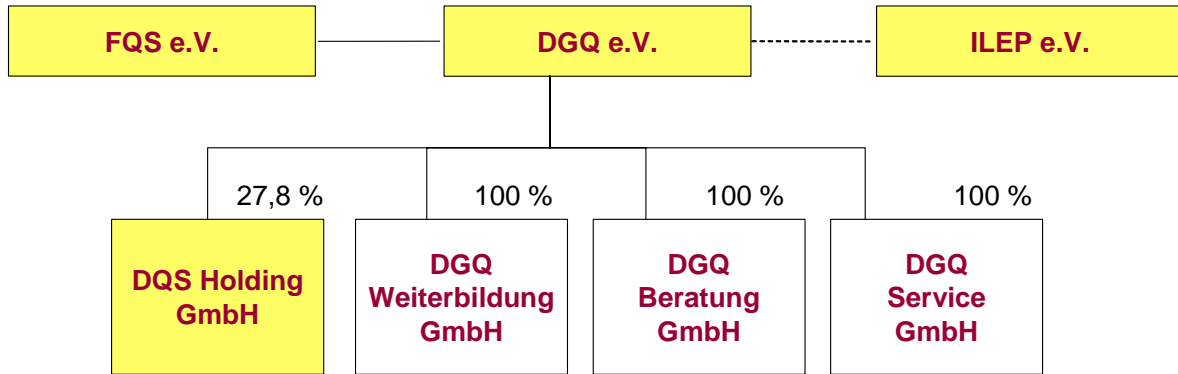 FQS e.V.
DGQ e.V.
ILEP e.V.
27,8 %
100 %
100 %
100 %
DQS Holding
GmbH
DGQ
Weiterbildung
GmbH
DGQ
Beratung
GmbH
DGQ
Service
GmbH